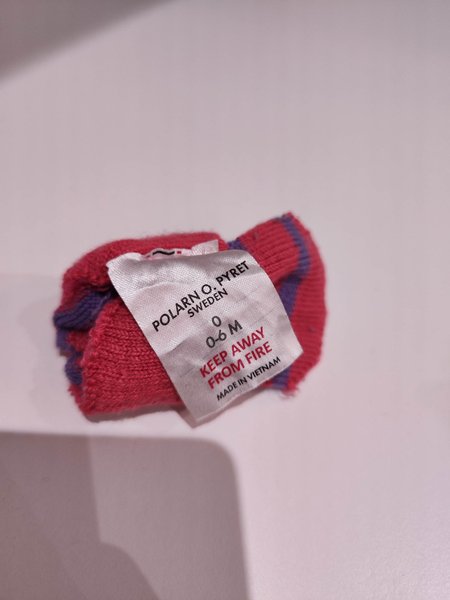 POLARN O. PYRET
SWEDEN
0
0-6 M
KEEP AWAY
FROM FIRE
MADE IN VIETNAM